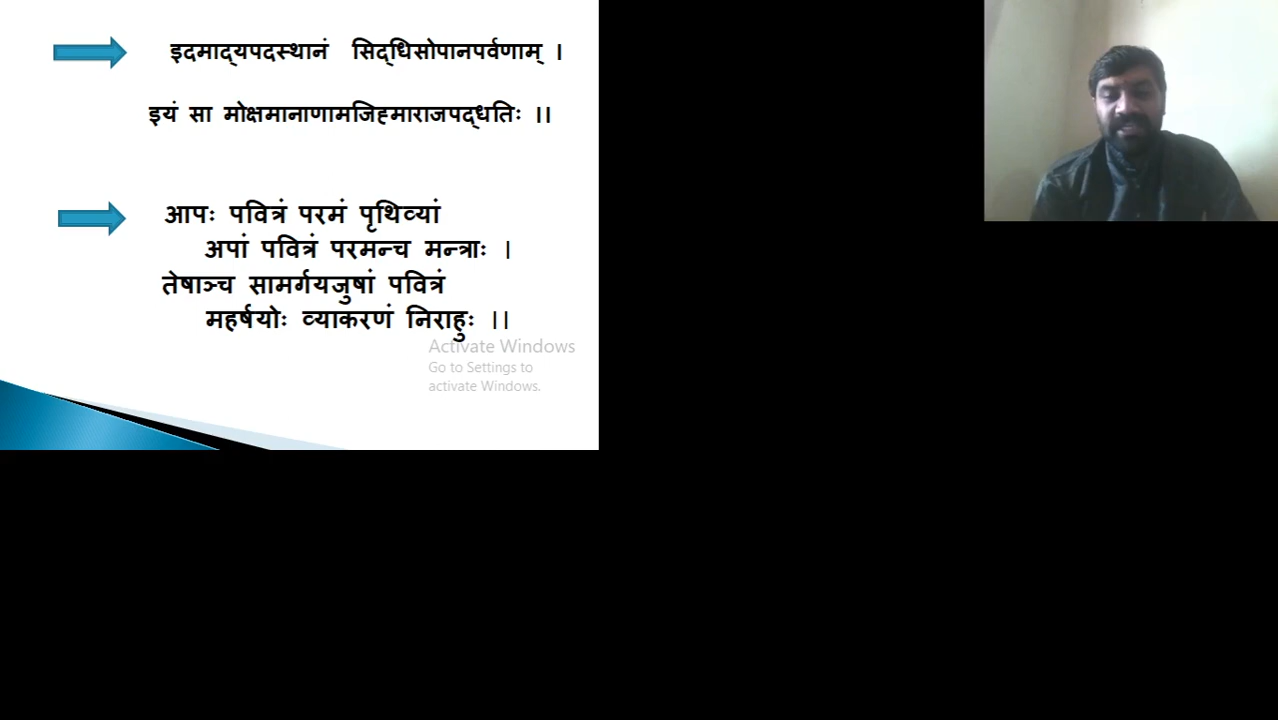 इदमाद्यपदस्थानं सिद्धिसोपानपर्वणाम् ।
इयं सा मोक्षमानाणामजिह्माराजपद्धतिः ।।
आपः पवित्रं परमं पृथिव्यां
अपां पवित्रं परमन्च मन्त्राः ।
तेषाञ्च सामर्गयजुषां पवित्रं
महर्षयोः व्याकरणं निराहुः ।।
Activate Windows
Go to Settings to
activate Windows.